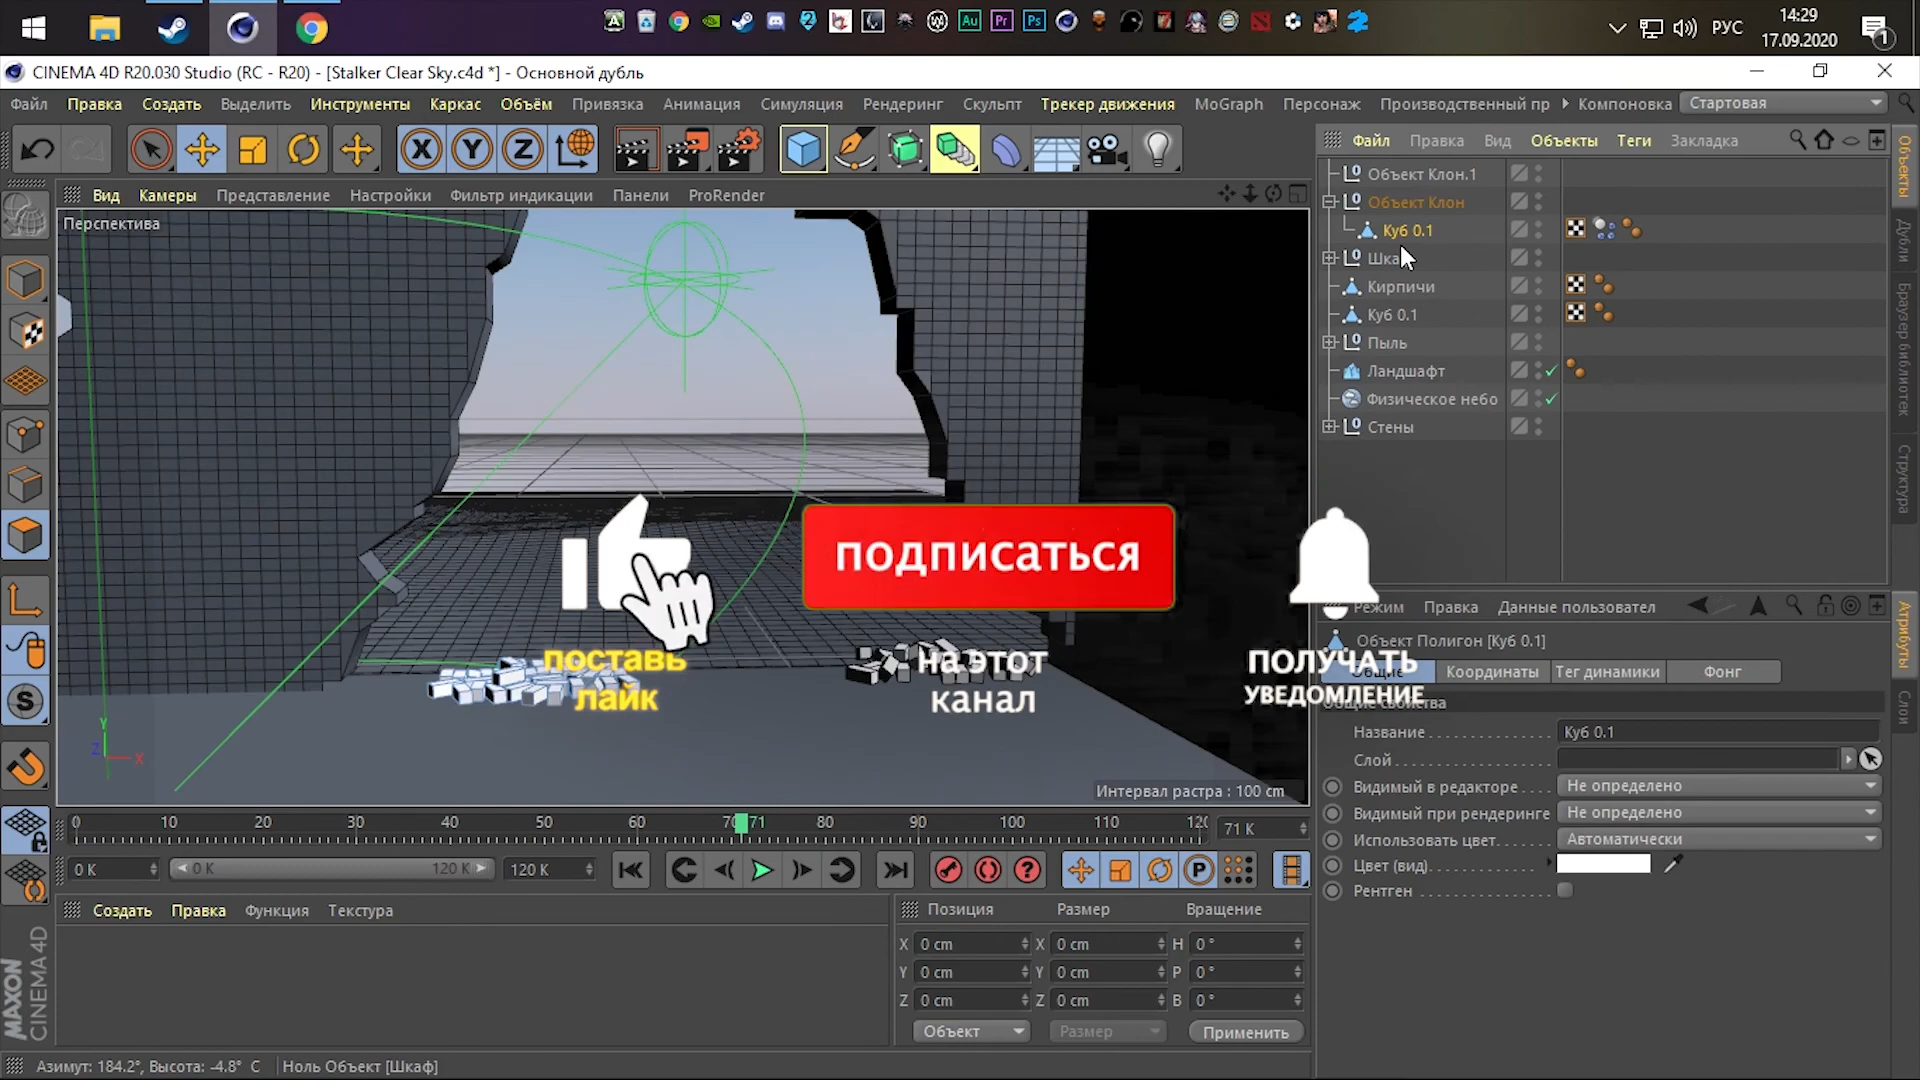 РУС
14:29
17.09.2020
1
CINEMA 4D R20.030 Studio (RC - R20) - [Stalker Clear Sky.c4d *] - Основной дубль
Файл Правка Создать Выделить Инструменты Каркас Объём Привязка Анимация Симуляция Рендеринг Скульпт Трекер движения MoGraph Персонаж Производственный пр Компоновка Стартовая
Файл Правка Вид Объекты Теги Закладка
Вид Камеры Представление Настройки Фильтр индикации Панели ProRender
Перспектива
Объект Клон.1
Объект Клон
Куб 0.1
Шка
Кирпичи
Куб 0.1
Пыль
Ландшафт
Физическое небо
Стены
Объекты
Дубли
Браузер библиотек
Структура
поставь
лайк
подписаться
на этот
канал
ПОЛУЧАТЬ
УВЕДОМЛЕНИЕ
Интервал растра : 100 cm
Режим Правка Данные пользовател
Объект Полигон [Куб 0.1]
Общие Координаты Тег динамики Фонг
Общие свойства
Название Куб 0.1
Слой
Видимый в редакторе Не определено
Видимый при рендеринге Не определено
Использовать цвет Автоматически
Цвет (вид)
Рентген
Атрибуты
Слои
0 10 20 30 40 50 60 70 71 80 90 100 110 120 71 K
0 K 0 K 120 K 120 K
Создать Правка Функция Текстура
Позиция Размер Вращение
X 0 cm X 0 cm H 0 °
Y 0 cm Y 0 cm P 0 °
Z 0 cm Z 0 cm B 0 °
Объект Размер Применить
MAXON
CINEMA 4D
Азимут: 184.2°, Высота: -4.8° С Ноль Объект [Шкаф]